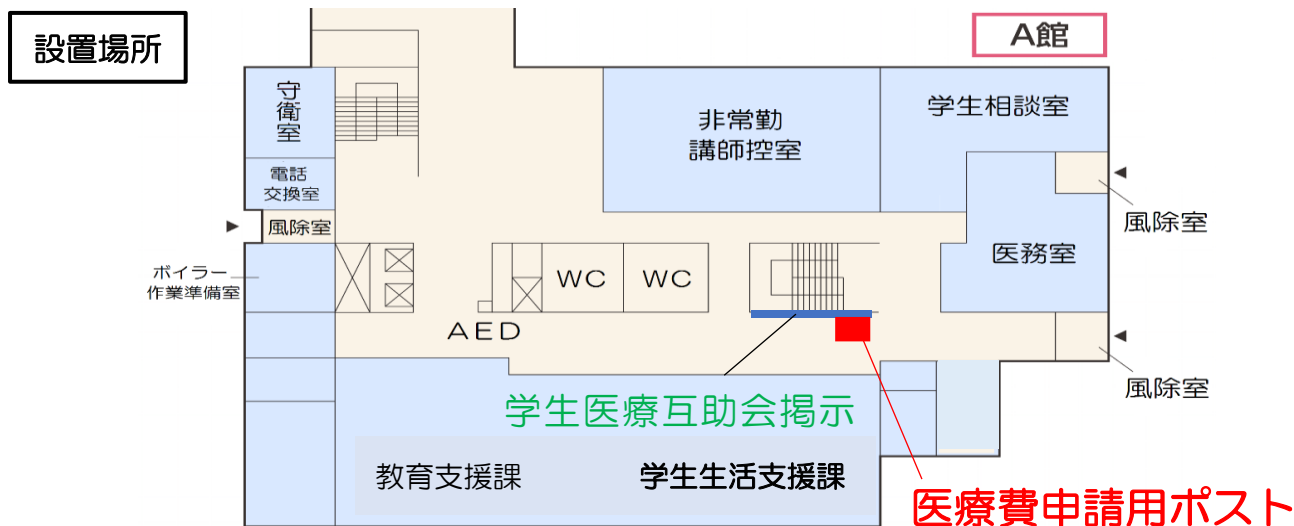 設置場所
A館
守衛室
電話
交換室
風除室
ボイラー
作業準備室
非常勤
講師控室
学生相談室
風除室
医務室
WC
WC
AED
風除室
学生医療互助会掲示
教育支援課
学生生活支援課
医療費申請用ポスト